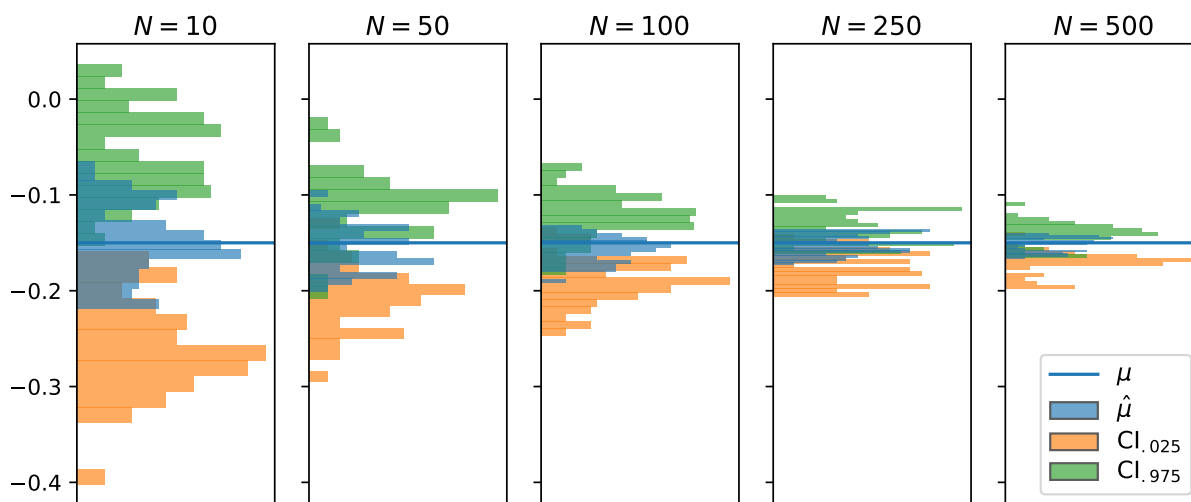 N = 10
N = 50
N = 100
N = 250
N = 500
0.0
−0.1
−0.2
−0.3
−0.4
μ
μ̂
CI.025
CI.975